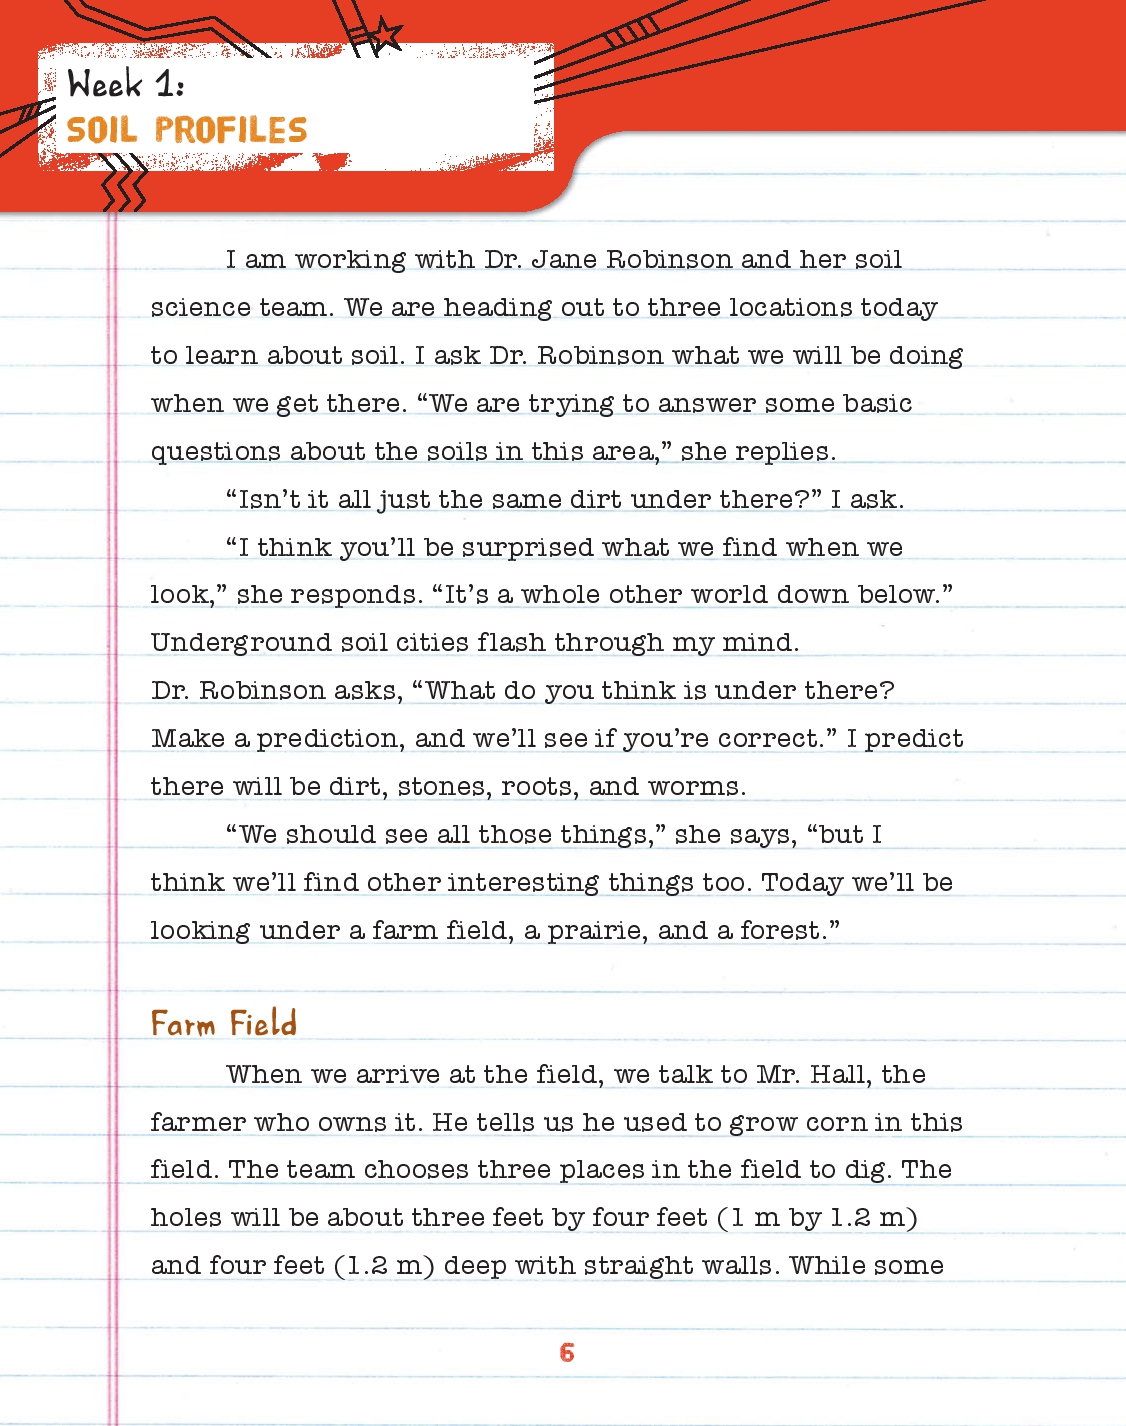 Week 1:
SOIL PROFILES
I am working with Dr. Jane Robinson and her soil
science team. We are heading out to three locations today
to learn about soil. I ask Dr. Robinson what we will be doing
when we get there. “We are trying to answer some basic
questions about the soils in this area,” she replies.
“Isn’t it all just the same dirt under there?” I ask.
“I think you’ll be surprised what we find when we
look,” she responds. “It’s a whole other world down below.”
Underground soil cities flash through my mind.
Dr. Robinson asks, “What do you think is under there?
Make a prediction, and we’ll see if you’re correct.” I predict
there will be dirt, stones, roots, and worms.
“We should see all those things,” she says, “but I
think we’ll find other interesting things too. Today we’ll be
looking under a farm field, a prairie, and a forest.”
Farm Field
When we arrive at the field, we talk to Mr. Hall, the
farmer who owns it. He tells us he used to grow corn in this
field. The team chooses three places in the field to dig. The
holes will be about three feet by four feet (1 m by 1.2 m)
and four feet (1.2 m) deep with straight walls. While some
6